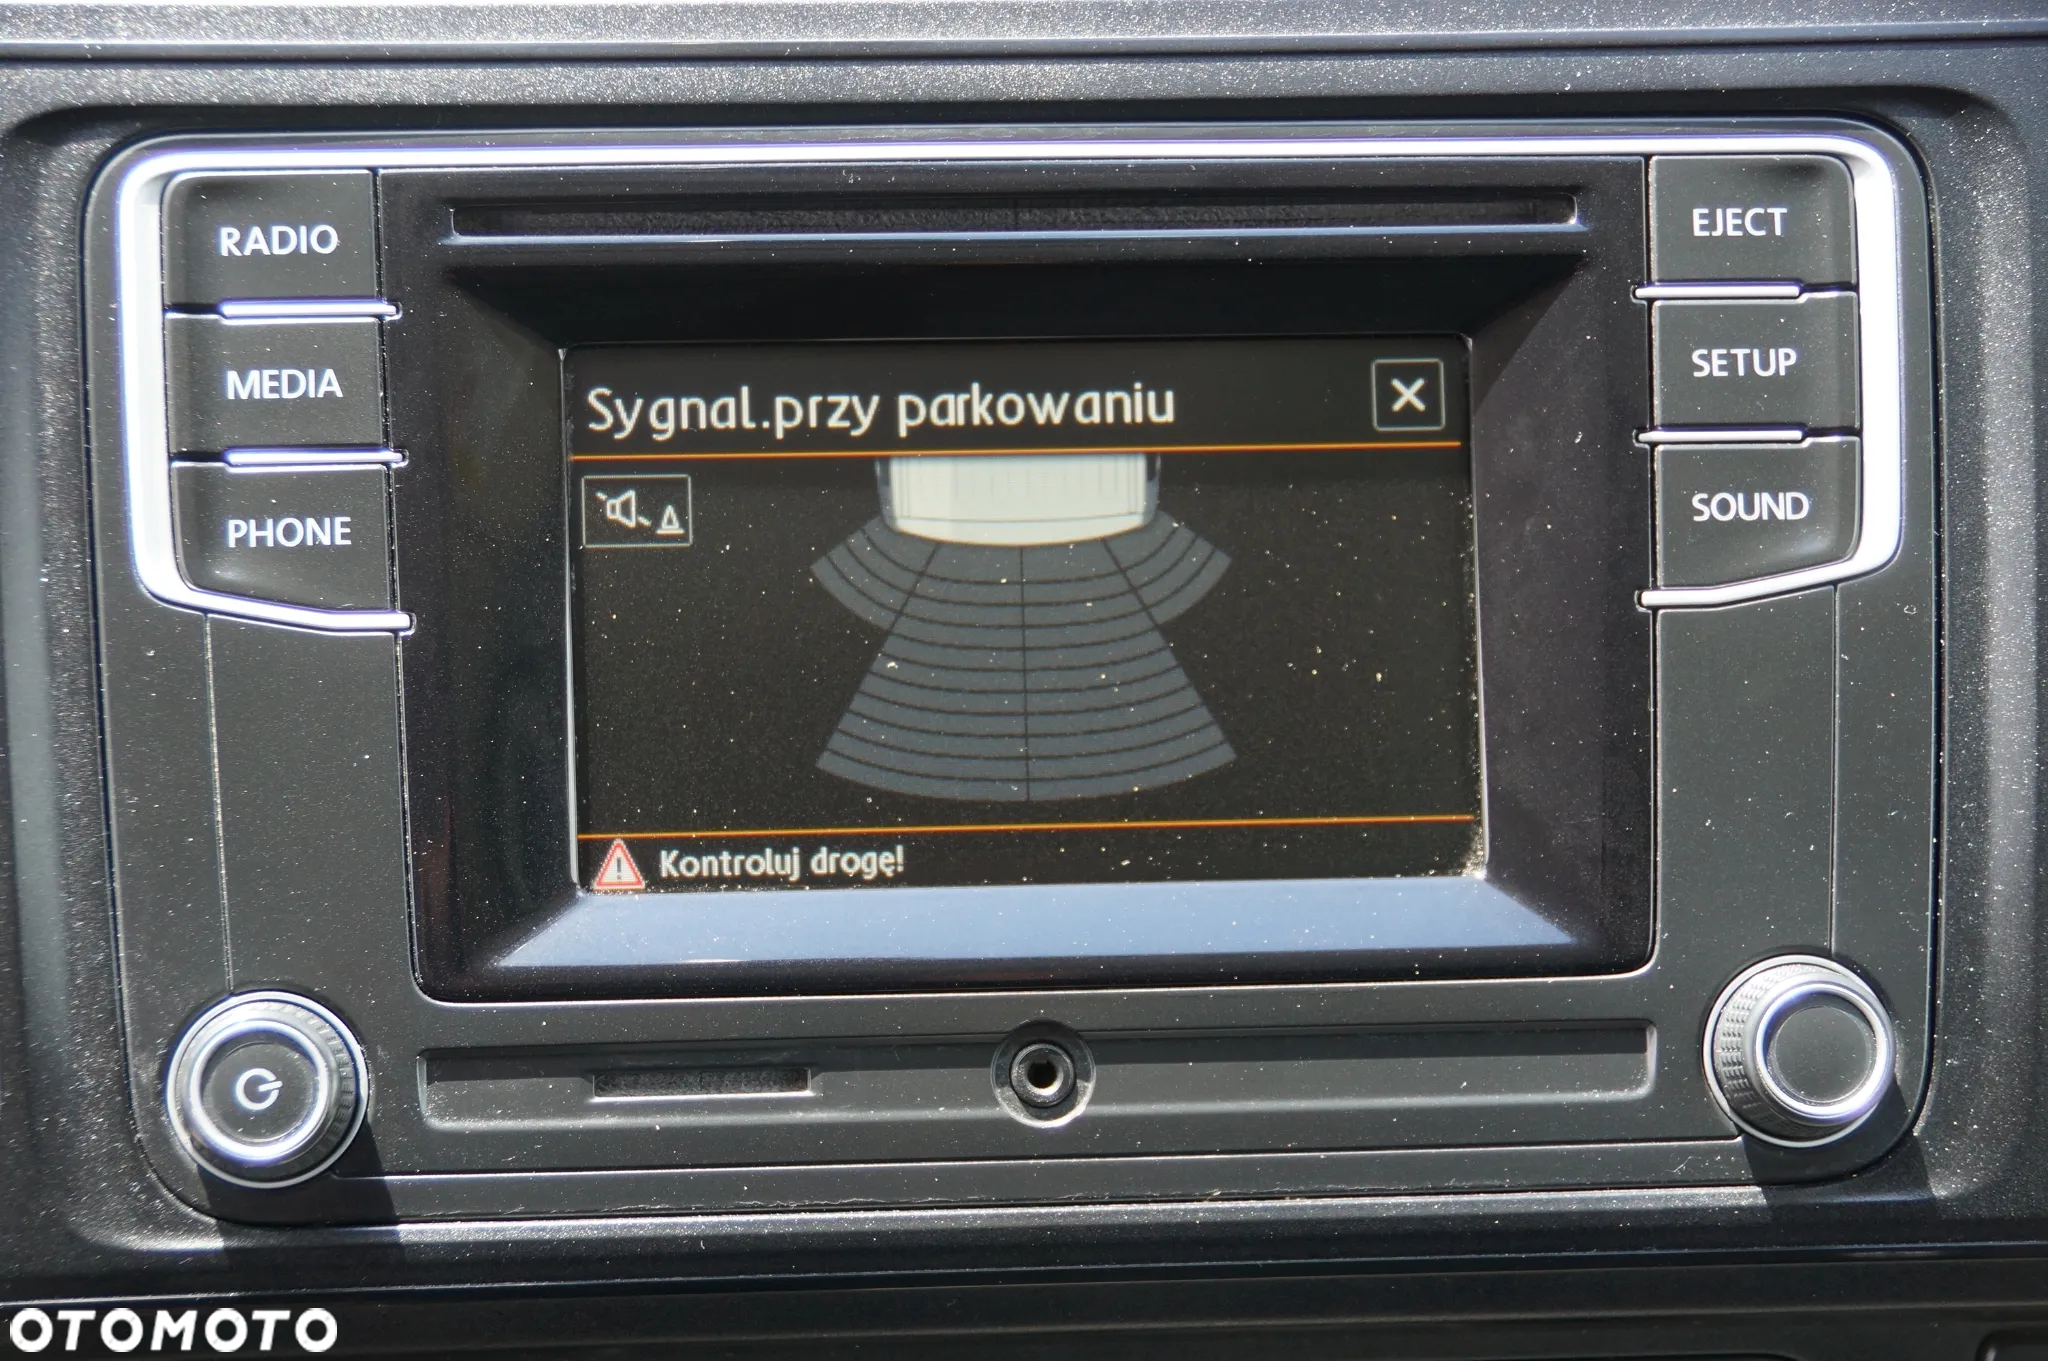 RADIO
MEDIA
PHONE
EJECT
SETUP
SOUND
Sygnal.przy parkowaniu
Kontroluj drogę!
OTOMOTO